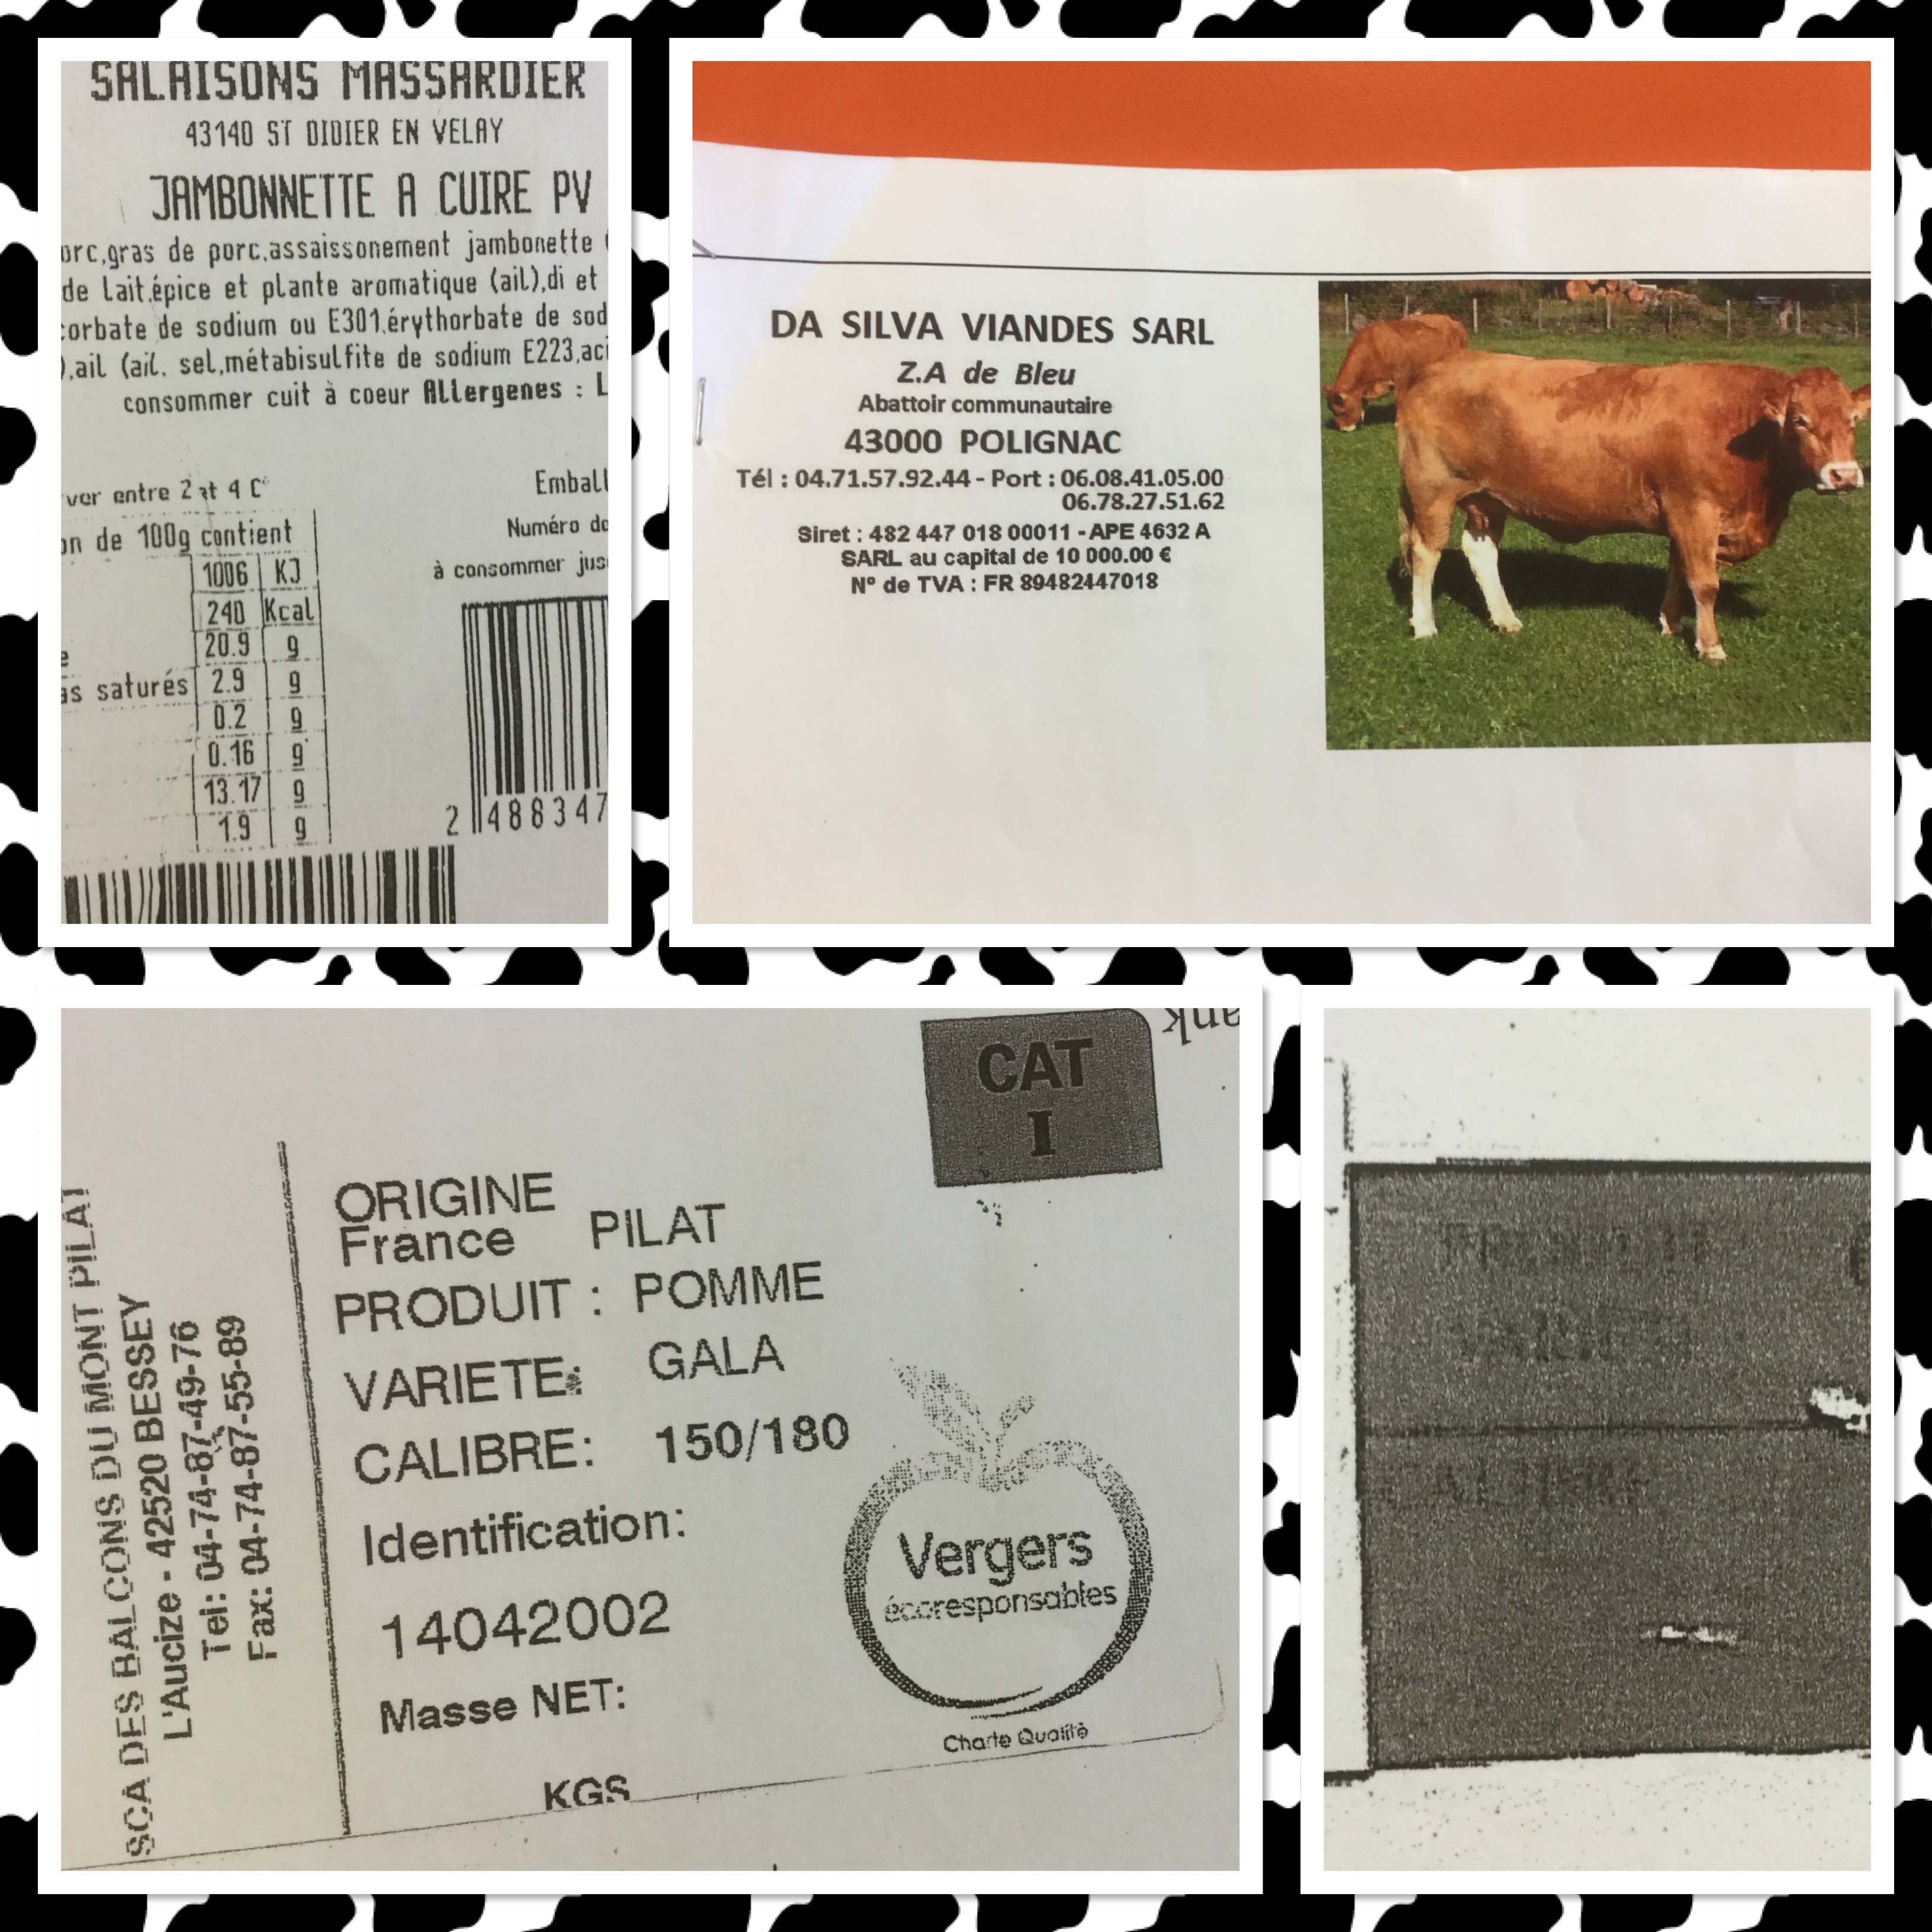 SALAISONS MASSARDIER
43140 ST DIDIER EN VELAY
JAMBONNETTE A CUIRE PV
orc,gras de porc,assaissonement jambonette
de Lait,épice et plante aromatique (ail),di et
corbate de sodium ou E301,érythorbate de sod
),ail (ail, sel,métabisulfite de sodium E223,aci
consommer cuit à coeur Allergenes : L
ver entre 2 et 4 C°
Emball
Numéro de
à consommer jus
on de 100g contient
1006 KJ
240 Kcal
e 20.9 g
as saturés 2.9 g
0.2 g
0.16 g
13.17 g
1.9 g
2 488347
DA SILVA VIANDES SARL
Z.A de Bleu
Abattoir communautaire
43000 POLIGNAC
Tél : 04.71.57.92.44 - Port : 06.08.41.05.00
06.78.27.51.62
Siret : 482 447 018 00011 - APE 4632 A
SARL au capital de 10 000.00 €
N° de TVA : FR 89482447018
SCA DES BALCONS DU MONT PILAT
L'Aucize - 42520 BESSEY
Tel: 04-74-87-49-76
Fax: 04-74-87-55-89
ank
CAT
I
ORIGINE
France PILAT
PRODUIT : POMME
VARIETE: GALA
CALIBRE: 150/180
Identification:
14042002
Masse NET:
KGS
Vergers
écoresponsables
Charte Qualité